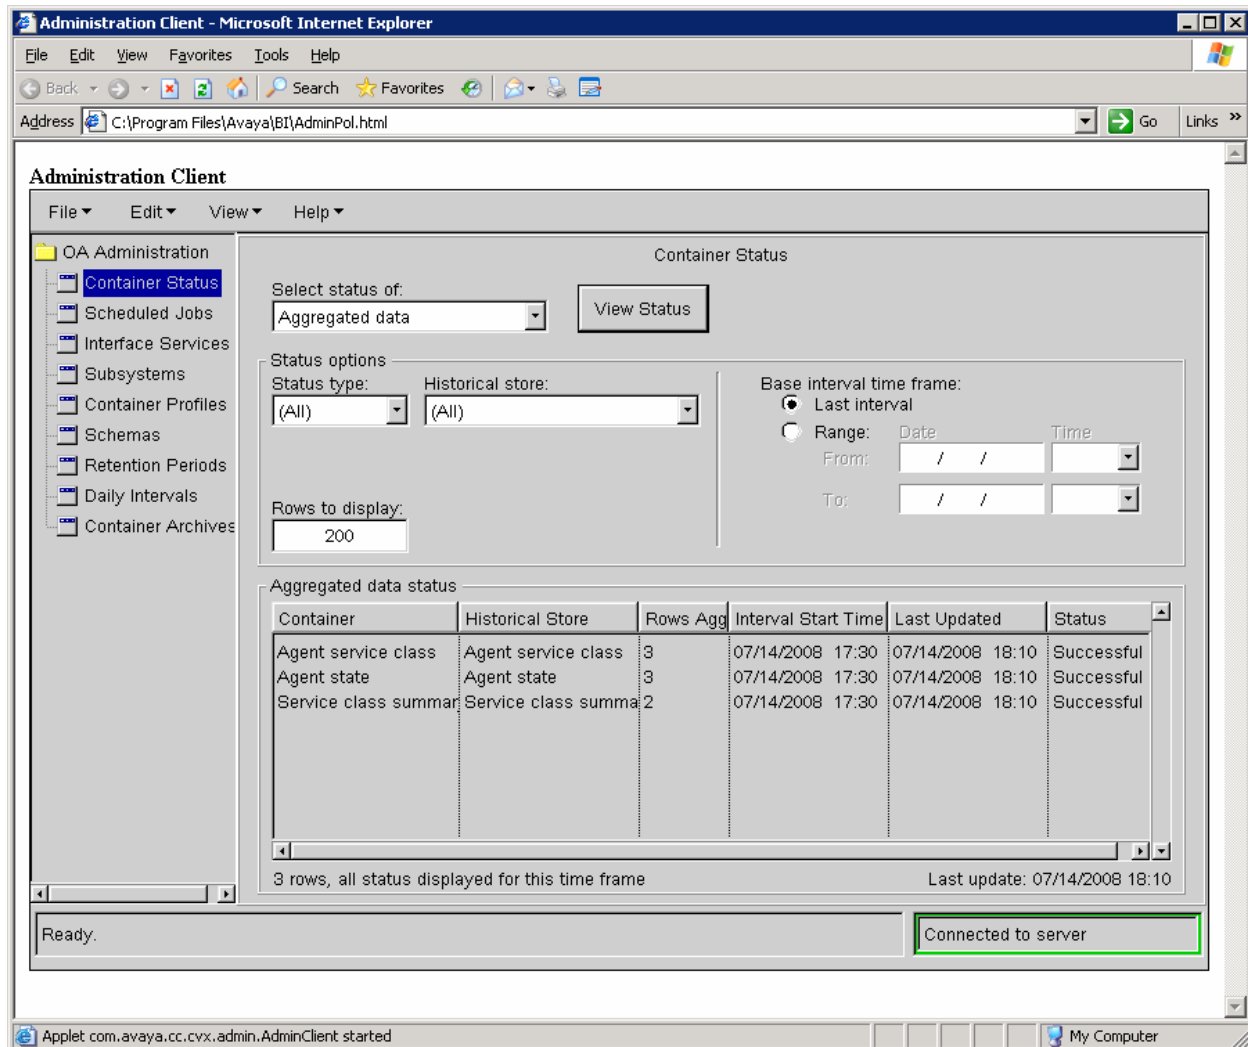 Administration Client - Microsoft Internet Explorer
File Edit View Favorites Tools Help
Back Search Favorites
Address C:\Program Files\Avaya\BI\AdminPol.html Go Links »
Administration Client
File Edit View Help
OA Administration
Container Status
Scheduled Jobs
Interface Services
Subsystems
Container Profiles
Schemas
Retention Periods
Daily Intervals
Container Archives
Container Status
Select status of:
Aggregated data
View Status
Status options
Status type: Historical store:
(All) (All)
Rows to display:
200
Base interval time frame:
Last interval
Range: Date Time
From: / /
To: / /
Aggregated data status
Container Historical Store Rows Agg Interval Start Time Last Updated Status
Agent service class Agent service class 3 07/14/2008 17:30 07/14/2008 18:10 Successful
Agent state Agent state 3 07/14/2008 17:30 07/14/2008 18:10 Successful
Service class summar Service class summa 2 07/14/2008 17:30 07/14/2008 18:10 Successful
3 rows, all status displayed for this time frame Last update: 07/14/2008 18:10
Ready. Connected to server
Applet com.avaya.cc.cvx.admin.AdminClient started My Computer